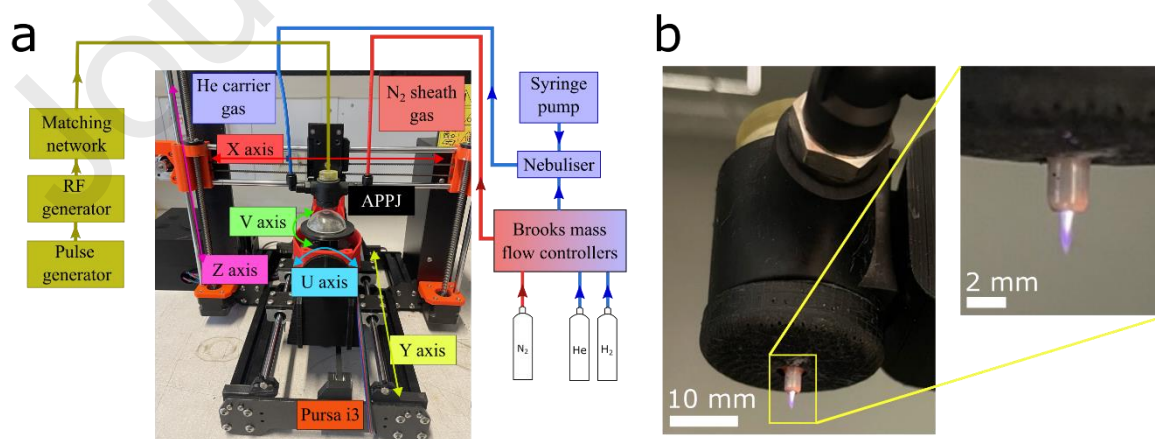 a
Matching
network
RF
generator
Pulse
generator
He carrier
gas
N₂ sheath
gas
X axis
APPJ
V axis
Z axis
U axis
Y axis
Pursa i3
Syringe
pump
Nebuliser
Brooks mass
flow controllers
N₂
He
H₂
b
10 mm
2 mm